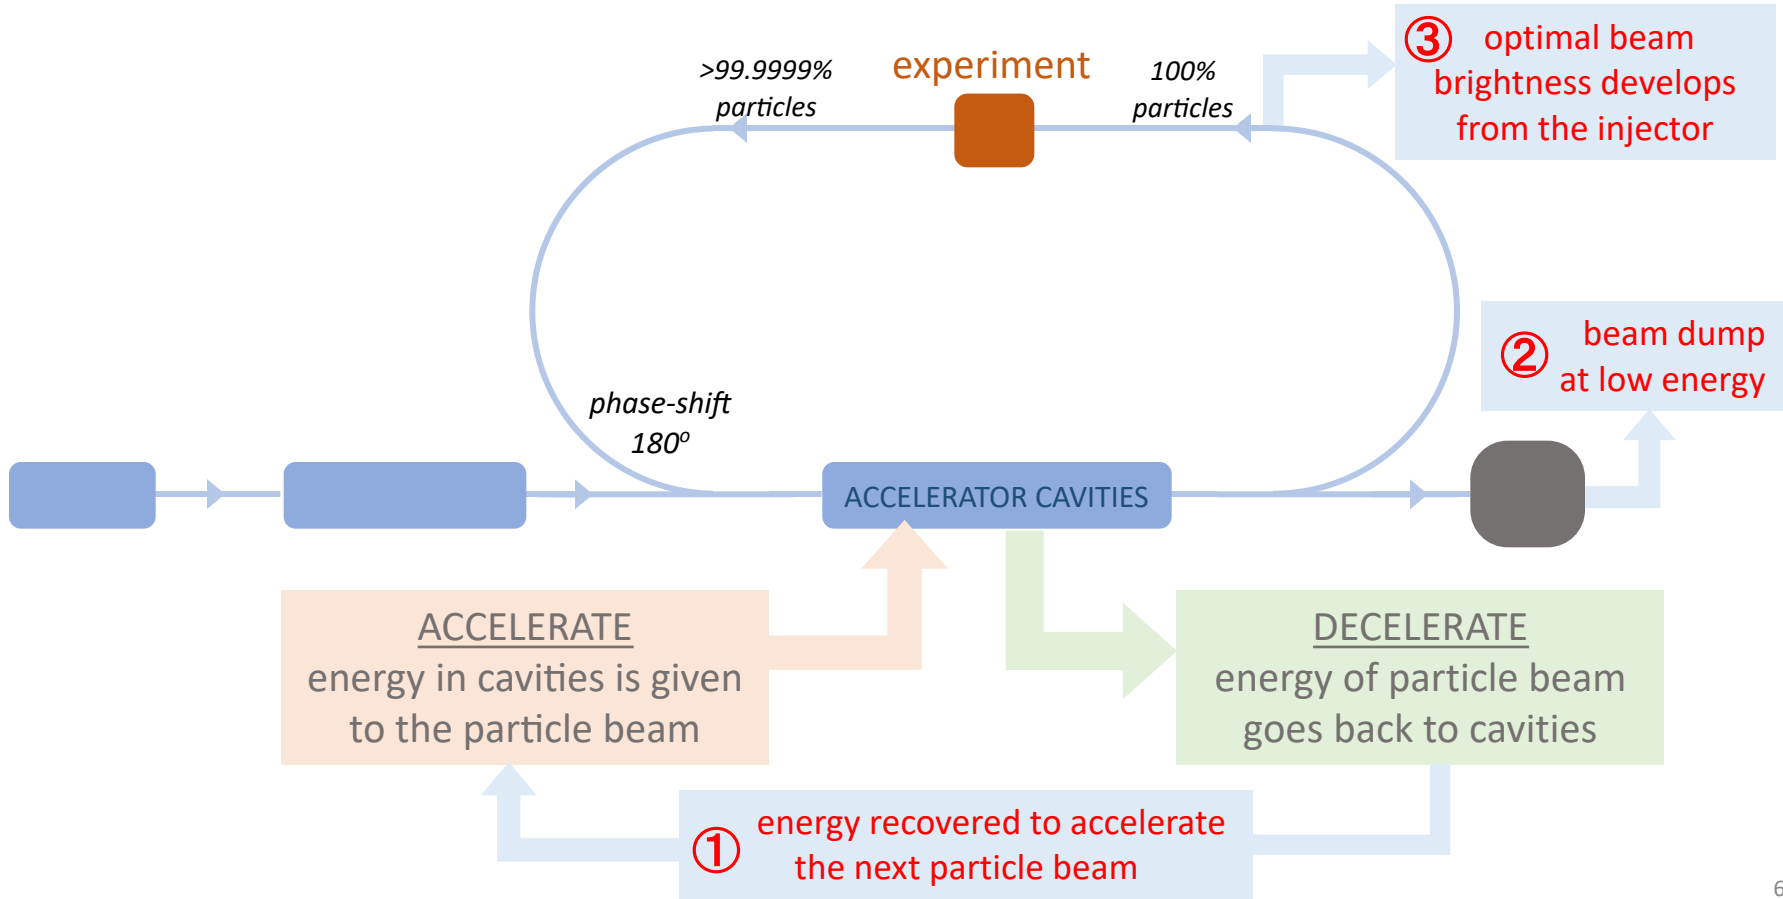 ③ optimal beam
brightness develops
from the injector
>99.9999%
particles
experiment
100%
particles
② beam dump
at low energy
phase-shift
180º
ACCELERATOR CAVITIES
ACCELERATE
energy in cavities is given
to the particle beam
DECELERATE
energy of particle beam
goes back to cavities
① energy recovered to accelerate
the next particle beam
6